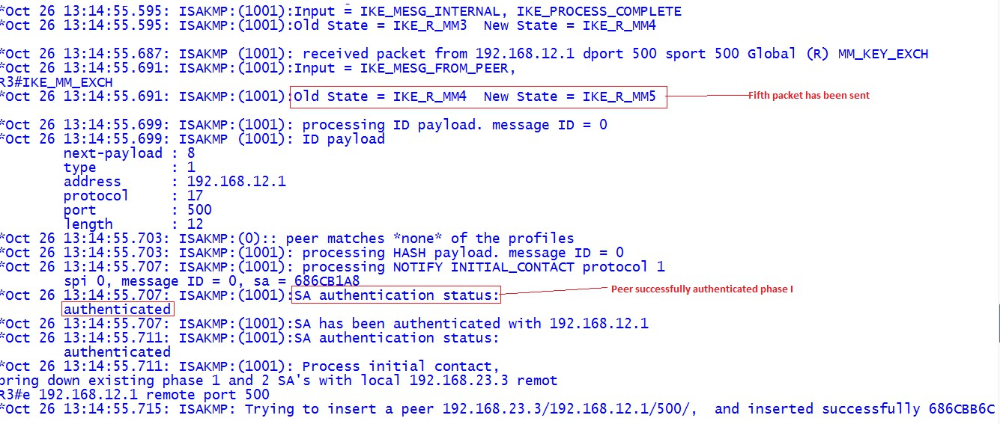 *Oct 26 13:14:55.595: ISAKMP:(1001):Input = IKE_MESG_INTERNAL, IKE_PROCESS_COMPLETE
*Oct 26 13:14:55.595: ISAKMP:(1001):Old State = IKE_R_MM3  New State = IKE_R_MM4
*Oct 26 13:14:55.687: ISAKMP (1001): received packet from 192.168.12.1 dport 500 sport 500 Global (R) MM_KEY_EXCH
*Oct 26 13:14:55.691: ISAKMP:(1001):Input = IKE_MESG_FROM_PEER,
R3#IKE_MM_EXCH
*Oct 26 13:14:55.691: ISAKMP:(1001):Old State = IKE_R_MM4  New State = IKE_R_MM5
Fifth packet has been sent
*Oct 26 13:14:55.699: ISAKMP:(1001): processing ID payload. message ID = 0
*Oct 26 13:14:55.699: ISAKMP (1001): ID payload
next-payload : 8
type         : 1
address      : 192.168.12.1
protocol     : 17
port         : 500
length       : 12
*Oct 26 13:14:55.703: ISAKMP:(0):: peer matches *none* of the profiles
*Oct 26 13:14:55.703: ISAKMP:(1001): processing HASH payload. message ID = 0
*Oct 26 13:14:55.707: ISAKMP:(1001): processing NOTIFY INITIAL_CONTACT protocol 1
spi 0, message ID = 0, sa = 686CB1A8
*Oct 26 13:14:55.707: ISAKMP:(1001):SA authentication status:
Peer successfully authenticated phase I
authenticated
*Oct 26 13:14:55.707: ISAKMP:(1001):SA has been authenticated with 192.168.12.1
*Oct 26 13:14:55.711: ISAKMP:(1001):SA authentication status:
authenticated
*Oct 26 13:14:55.711: ISAKMP:(1001): Process initial contact,
bring down existing phase 1 and 2 SA's with local 192.168.23.3 remot
R3#e 192.168.12.1 remote port 500
*Oct 26 13:14:55.715: ISAKMP: Trying to insert a peer 192.168.23.3/192.168.12.1/500/,  and inserted successfully 686CBB6C